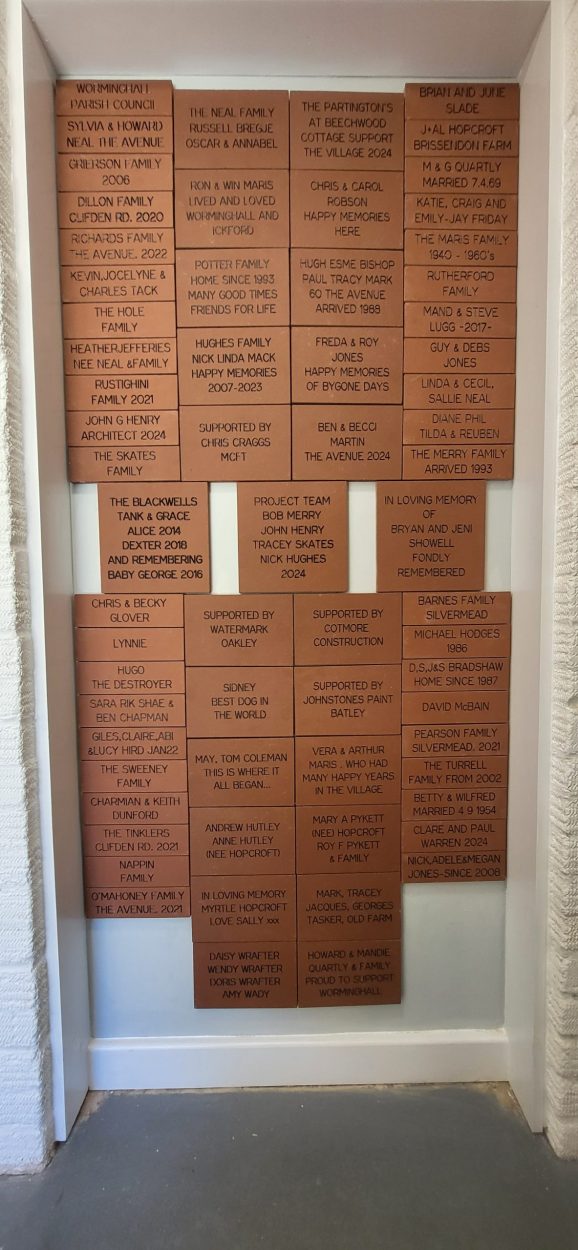 WORMINGHALL
PARISH COUNCIL
SYLVIA & HOWARD
NEAL THE AVENUE
GRIERSON FAMILY
2006
DILLON FAMILY
CLIFDEN RD. 2020
RICHARDS FAMILY
THE AVENUE. 2022
KEVIN,JOCELYNE &
CHARLES TACK
THE HOLE
FAMILY
HEATHERJEFFERIES
NEE NEAL &FAMILY
RUSTIGHINI
FAMILY 2021
JOHN G HENRY
ARCHITECT 2024
THE SKATES
FAMILY
THE NEAL FAMILY
RUSSELL BREGJE
OSCAR & ANNABEL
RON & WIN MARIS
LIVED AND LOVED
WORMINGHALL AND
ICKFORD
POTTER FAMILY
HOME SINCE 1993
MANY GOOD TIMES
FRIENDS FOR LIFE
HUGHES FAMILY
NICK LINDA MACK
HAPPY MEMORIES
2007-2023
SUPPORTED BY
CHRIS CRAGGS
MCFT
THE PARTINGTON'S
AT BEECHWOOD
COTTAGE SUPPORT
THE VILLAGE 2024
CHRIS & CAROL
ROBSON
HAPPY MEMORIES
HERE
HUGH ESME BISHOP
PAUL TRACY MARK
60 THE AVENUE
ARRIVED 1988
FREDA & ROY
JONES
HAPPY MEMORIES
OF BYGONE DAYS
BEN & BECCI
MARTIN
THE AVENUE 2024
BRIAN AND JUNE
SLADE
J+AL HOPCROFT
BRISSENDON FARM
M & G QUARTLY
MARRIED 7.4.69
KATIE, CRAIG AND
EMILY-JAY FRIDAY
THE MARIS FAMILY
1940 - 1960's
RUTHERFORD
FAMILY
MAND & STEVE
LUGG -2017-
GUY & DEBS
JONES
LINDA & CECIL,
SALLIE NEAL
DIANE PHIL
TILDA & REUBEN
THE MERRY FAMILY
ARRIVED 1993
THE BLACKWELLS
TANK & GRACE
ALICE 2014
DEXTER 2018
AND REMEMBERING
BABY GEORGE 2016
PROJECT TEAM
BOB MERRY
JOHN HENRY
TRACEY SKATES
NICK HUGHES
2024
IN LOVING MEMORY
OF
BRYAN AND JENI
SHOWELL
FONDLY
REMEMBERED
CHRIS & BECKY
GLOVER
LYNNIE
HUGO
THE DESTROYER
SARA RIK SHAE &
BEN CHAPMAN
GILES,CLAIRE,ABI
&LUCY HIRD JAN22
THE SWEENEY
FAMILY
CHARMIAN & KEITH
DUNFORD
THE TINKLERS
CLIFDEN RD. 2021
NAPPIN
FAMILY
O'MAHONEY FAMILY
THE AVENUE. 2021
SUPPORTED BY
WATERMARK
OAKLEY
SIDNEY
BEST DOG IN
THE WORLD
MAY, TOM COLEMAN
THIS IS WHERE IT
ALL BEGAN...
ANDREW HUTLEY
ANNE HUTLEY
(NEE HOPCROFT)
IN LOVING MEMORY
MYRTLE HOPCROFT
LOVE SALLY xxx
DAISY WRAFTER
WENDY WRAFTER
DORIS WRAFTER
AMY WADY
SUPPORTED BY
COTMORE
CONSTRUCTION
SUPPORTED BY
JOHNSTONES PAINT
BATLEY
VERA & ARTHUR
MARIS . WHO HAD
MANY HAPPY YEARS
IN THE VILLAGE
MARY A PYKETT
(NEE) HOPCROFT
ROY F PYKETT
& FAMILY
MARK, TRACEY
JACQUES, GEORGES
TASKER, OLD FARM
HOWARD & MANDIE
QUARTLY & FAMILY
PROUD TO SUPPORT
WORMINGHALL
BARNES FAMILY
SILVERMEAD
MICHAEL HODGES
1986
D,S,J&S BRADSHAW
HOME SINCE 1987
DAVID McBAIN
PEARSON FAMILY
SILVERMEAD. 2021
THE TURRELL
FAMILY FROM 2002
BETTY & WILFRED
MARRIED 4 9 1954
CLARE AND PAUL
WARREN 2024
NICK,ADELE&MEGAN
JONES-SINCE 2008